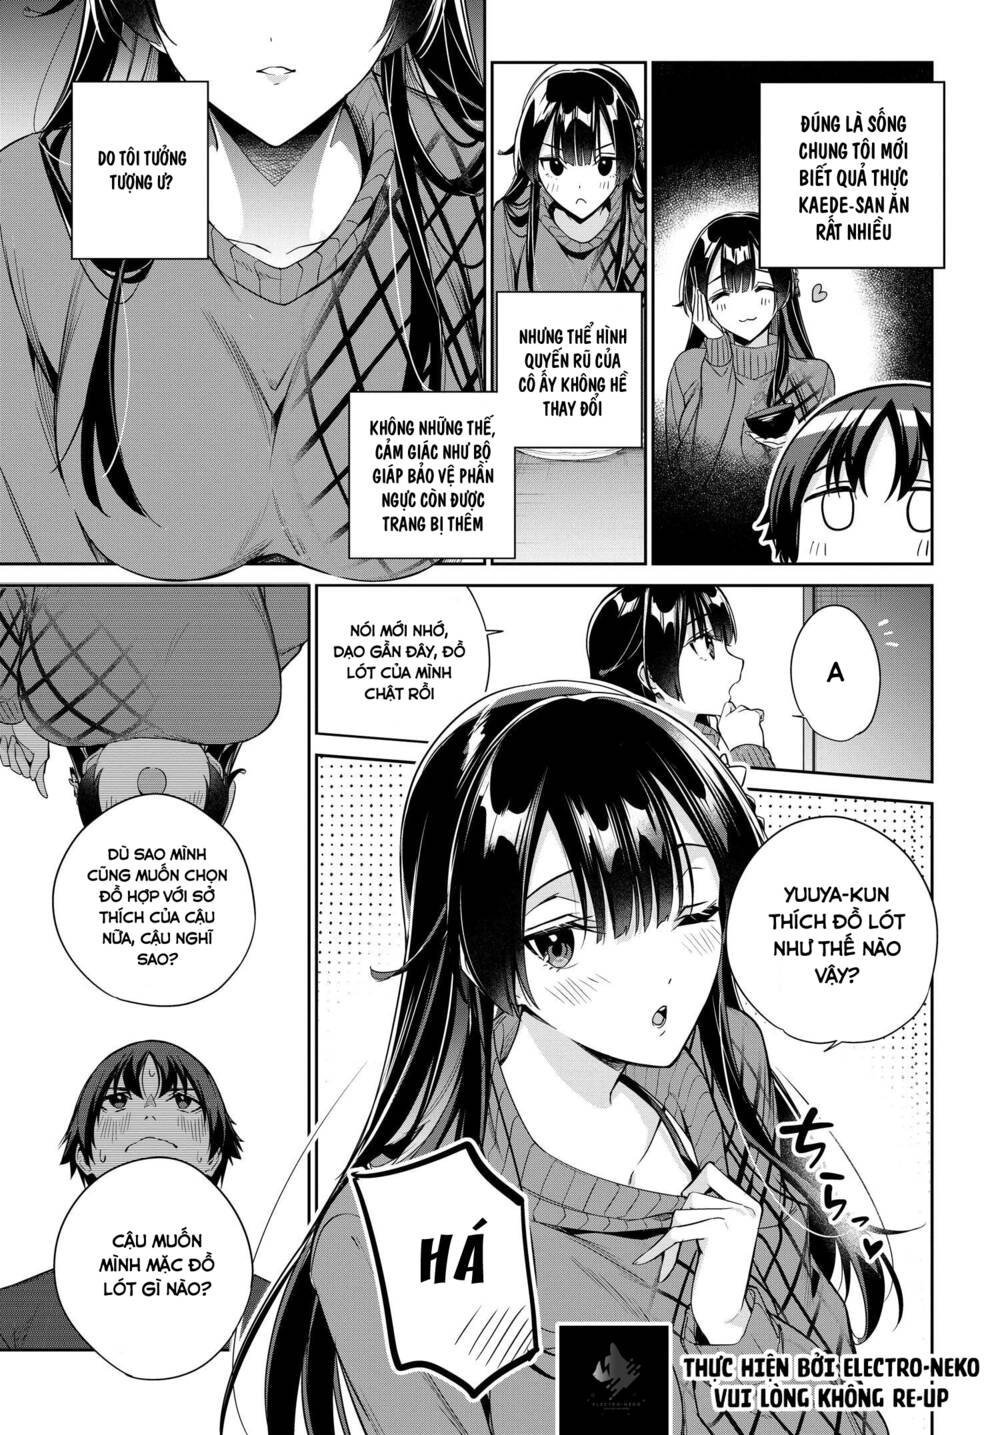 ĐÚNG LÀ SỐNG
CHUNG TÔI MỚI
BIẾT QUẢ THỰC
KAEDE-SAN ĂN
RẤT NHIỀU
NHƯNG THỂ HÌNH
QUYẾN RŨ CỦA
CÔ ẤY KHÔNG HỀ
THAY ĐỔI
KHÔNG NHỮNG THẾ,
CẢM GIÁC NHƯ BỘ
GIÁP BẢO VỆ PHẦN
NGỰC CÒN ĐƯỢC
TRANG BỊ THÊM
DO TÔI TƯỞNG
TƯỢNG Ư?
A
NÓI MỚI NHỚ,
DẠO GẦN ĐÂY, ĐỒ
LÓT CỦA MÌNH
CHẬT RỒI
YUUYA-KUN
THÍCH ĐỒ LÓT
NHƯ THẾ NÀO
VẬY?
ちらっ
HÁ
DÙ SAO MÌNH
CŨNG MUỐN CHỌN
ĐỒ HỢP VỚI SỞ
THÍCH CỦA CẬU
NỮA, CẬU NGHĨ
SAO?
CẬU MUỐN
MÌNH MẶC ĐỒ
LÓT GÌ NÀO?
ELECTRO-NEKO
THỰC HIỆN BỞI ELECTRO-NEKO
VUI LÒNG KHÔNG RE-UP